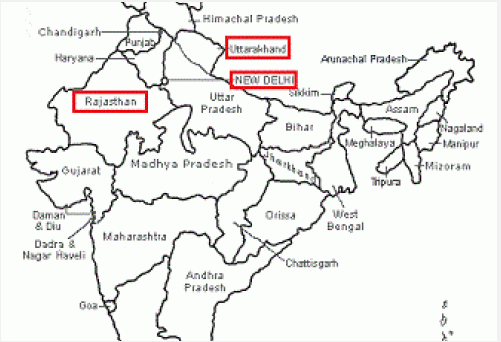 Himachal Pradesh
Chandigarh
Punjab
Haryana
Uttarakhand
NEW DELHI
Arunachal Pradesh
Sikkim
Rajasthan
Uttar
Pradesh
Assam
Bihar
Nagaland
Meghalaya
Manipur
Mizoram
Tripura
Gujarat
Madhya Pradesh
Jharkhand
Daman
& Diu
Orissa
West
Bengal
Dadra &
Nagar Haveli
Maharashtra
Chattisgarh
Andhra
Pradesh
Goa